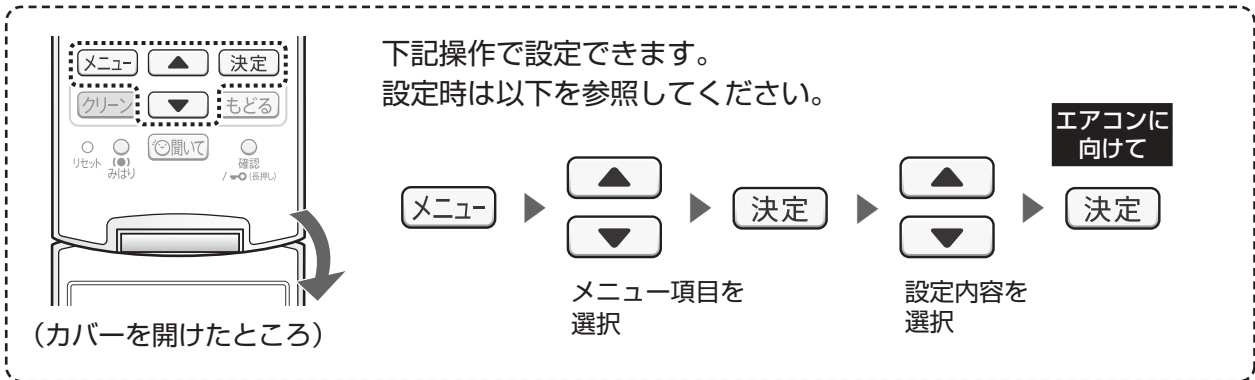 下記操作で設定できます。
設定時は以下を参照してください。
メニュー ▲ 決定
クリーン ▼ もどる
リセット みはり 聞いて 確認
/ (長押し)
(カバーを開けたところ)
エアコンに
向けて
メニュー ▶ ▲ ▼ ▶ 決定 ▶ ▲ ▼ ▶ 決定
メニュー項目を
選択
設定内容を
選択